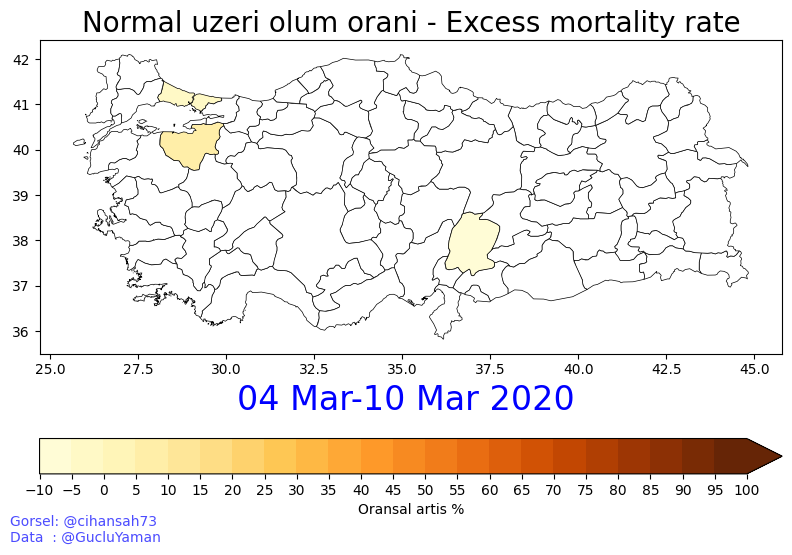 Normal uzeri olum orani - Excess mortality rate
42
41
40
39
38
37
36
25.0 27.5 30.0 32.5 35.0 37.5 40.0 42.5 45.0
04 Mar-10 Mar 2020
−10 −5 0 5 10 15 20 25 30 35 40 45 50 55 60 65 70 75 80 85 90 95 100
Oransal artis %
Gorsel: @cihansah73
Data  : @GucluYaman